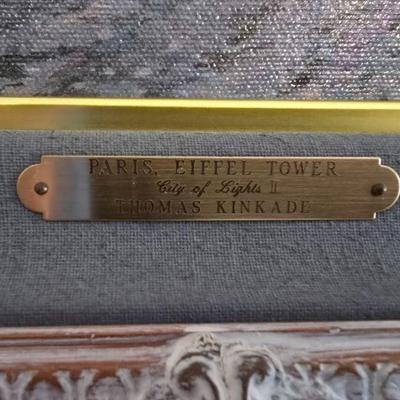 PARIS, EIFFEL TOWER
City of Lights II
THOMAS KINKADE